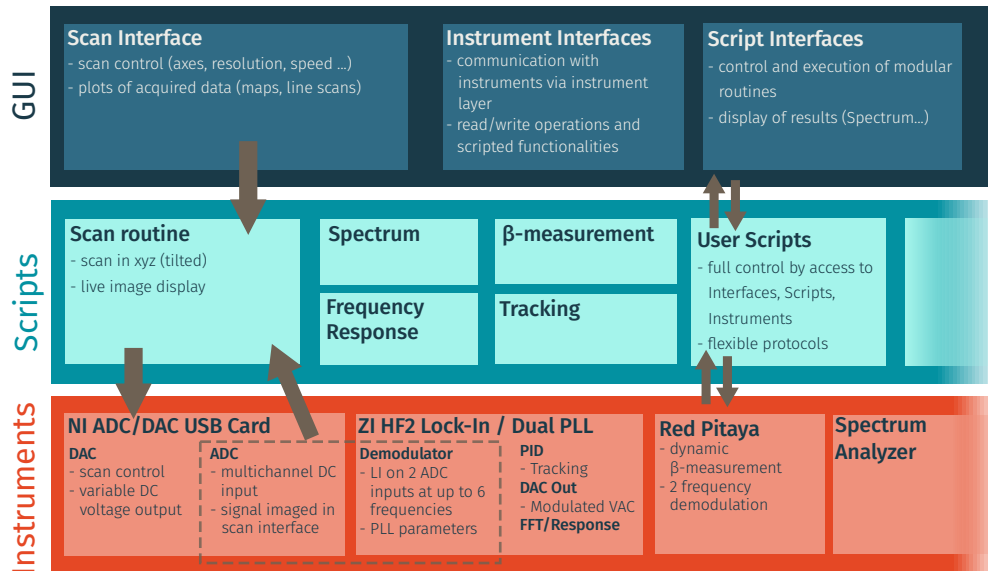 GUI
Scan Interface
- scan control (axes, resolution, speed ...)
- plots of acquired data (maps, line scans)
Instrument Interfaces
- communication with
instruments via instrument
layer
- read/write operations and
scripted functionalities
Script Interfaces
- control and execution of modular
routines
- display of results (Spectrum...)
Scripts
Scan routine
- scan in xyz (tilted)
- live image display
Spectrum
Frequency
Response
β-measurement
Tracking
User Scripts
- full control by access to
Interfaces, Scripts,
Instruments
- flexible protocols
Instruments
NI ADC/DAC USB Card
DAC
- scan control
- variable DC
voltage output
ADC
- multichannel DC
input
- signal imaged in
scan interface
ZI HF2 Lock-In / Dual PLL
Demodulator
- LI on 2 ADC
inputs at up to 6
frequencies
- PLL parameters
PID
- Tracking
DAC Out
- Modulated VAC
FFT/Response
Red Pitaya
- dynamic
β-measurement
- 2 frequency
demodulation
Spectrum
Analyzer